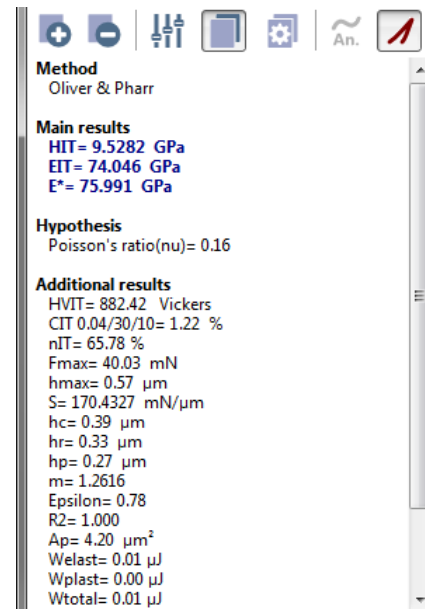 An.
Method
Oliver & Pharr
Main results
HIT= 9.5282 GPa
EIT= 74.046 GPa
E*= 75.991 GPa
Hypothesis
Poisson's ratio(nu)= 0.16
Additional results
HVIT= 882.42 Vickers
CIT 0.04/30/10= 1.22 %
nIT= 65.78 %
Fmax= 40.03 mN
hmax= 0.57 µm
S= 170.4327 mN/µm
hc= 0.39 µm
hr= 0.33 µm
hp= 0.27 µm
m= 1.2616
Epsilon= 0.78
R2= 1.000
Ap= 4.20 µm²
Welast= 0.01 µJ
Wplast= 0.00 µJ
Wtotal= 0.01 µJ